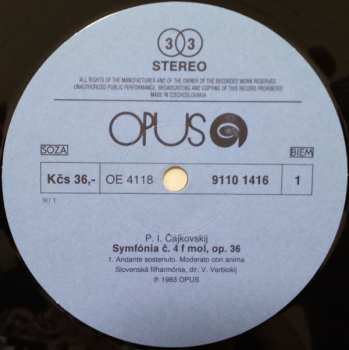 33
STEREO
ALL RIGHTS OF THE MANUFACTURER AND OF THE OWNER OF THE RECORDED WORK RESERVED.
UNAUTHORIZED PUBLIC PERFORMANCE, BROADCASTING AND COPYING OF THIS RECORD PROHIBITED
MADE IN CZECHOSLOVAKIA
OPUS
SOZA BIEM
Kčs 36,- OE 4118 9110 1416 1
P. I. Čajkovskij
Symfónia č. 4 f mol, op. 36
1. Andante sostenuto. Moderato con anima
Slovenská filharmónia, dir. V. Verbickij
℗ 1983 OPUS